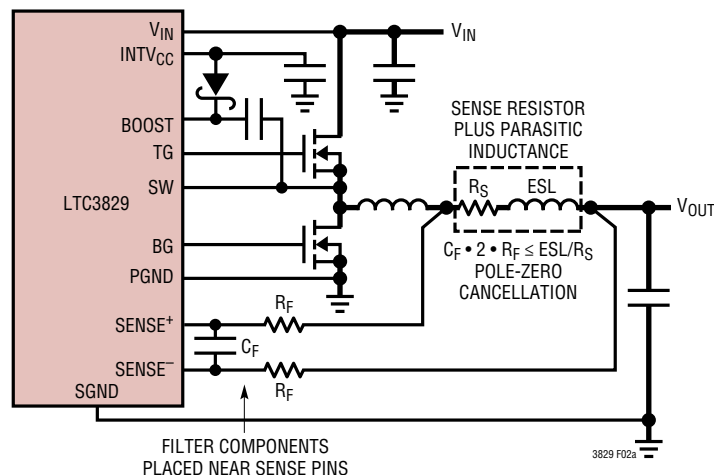 V_IN
INTV_CC
BOOST
TG
SW
LTC3829
BG
PGND
SENSE⁺
SENSE⁻
SGND
V_IN
SENSE RESISTOR
PLUS PARASITIC
INDUCTANCE
R_S ESL
V_OUT
C_F • 2 • R_F ≤ ESL/R_S
POLE-ZERO
CANCELLATION
R_F
C_F
R_F
FILTER COMPONENTS
PLACED NEAR SENSE PINS
3829 F02a